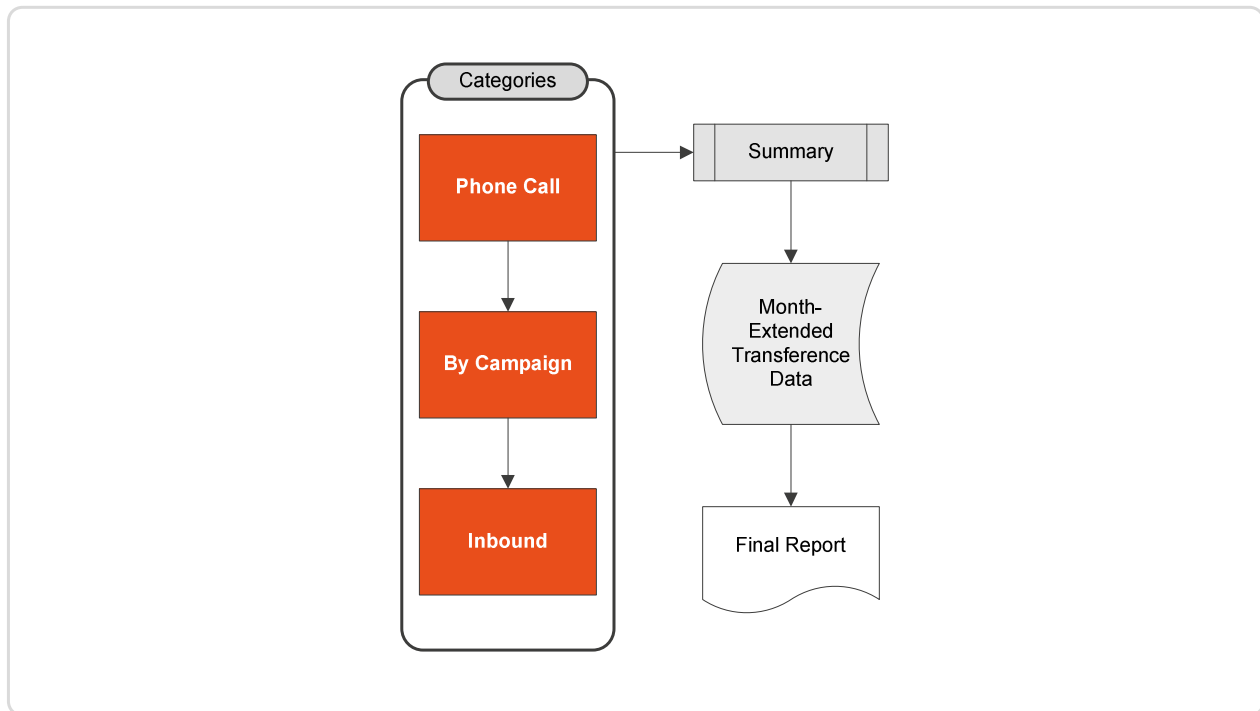 Categories
Phone Call
By Campaign
Inbound
Summary
Month-
Extended
Transference
Data
Final Report